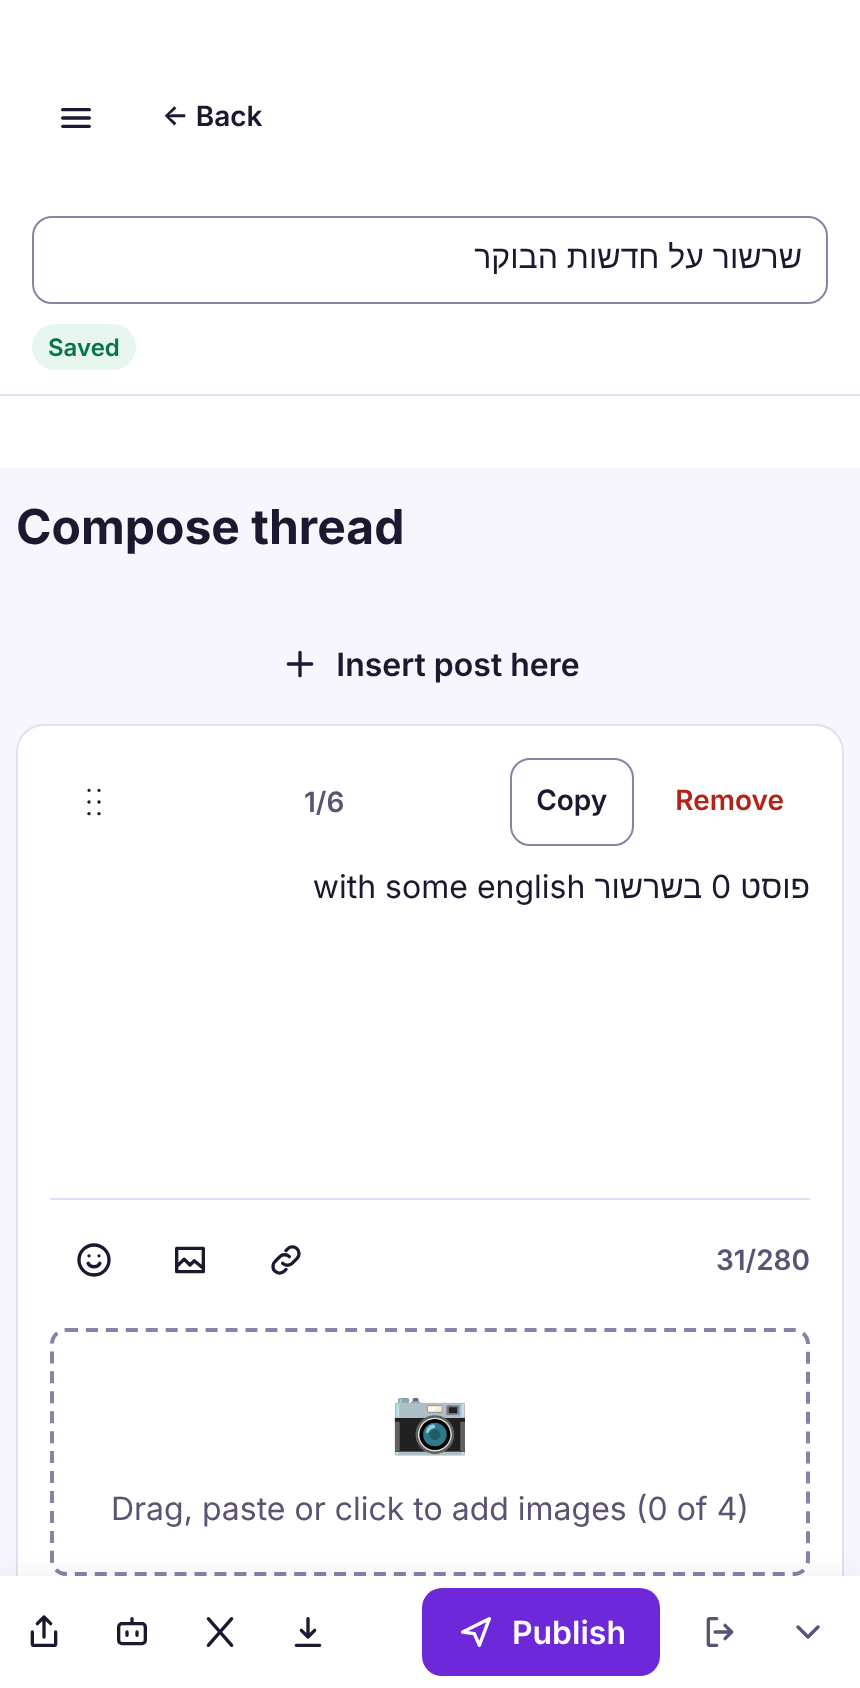 ← Back
שרשור על חדשות הבוקר
Saved
Compose thread
+ Insert post here
1/6 Copy Remove
פוסט 0 בשרשור with some english
31/280
Drag, paste or click to add images (0 of 4)
Publish